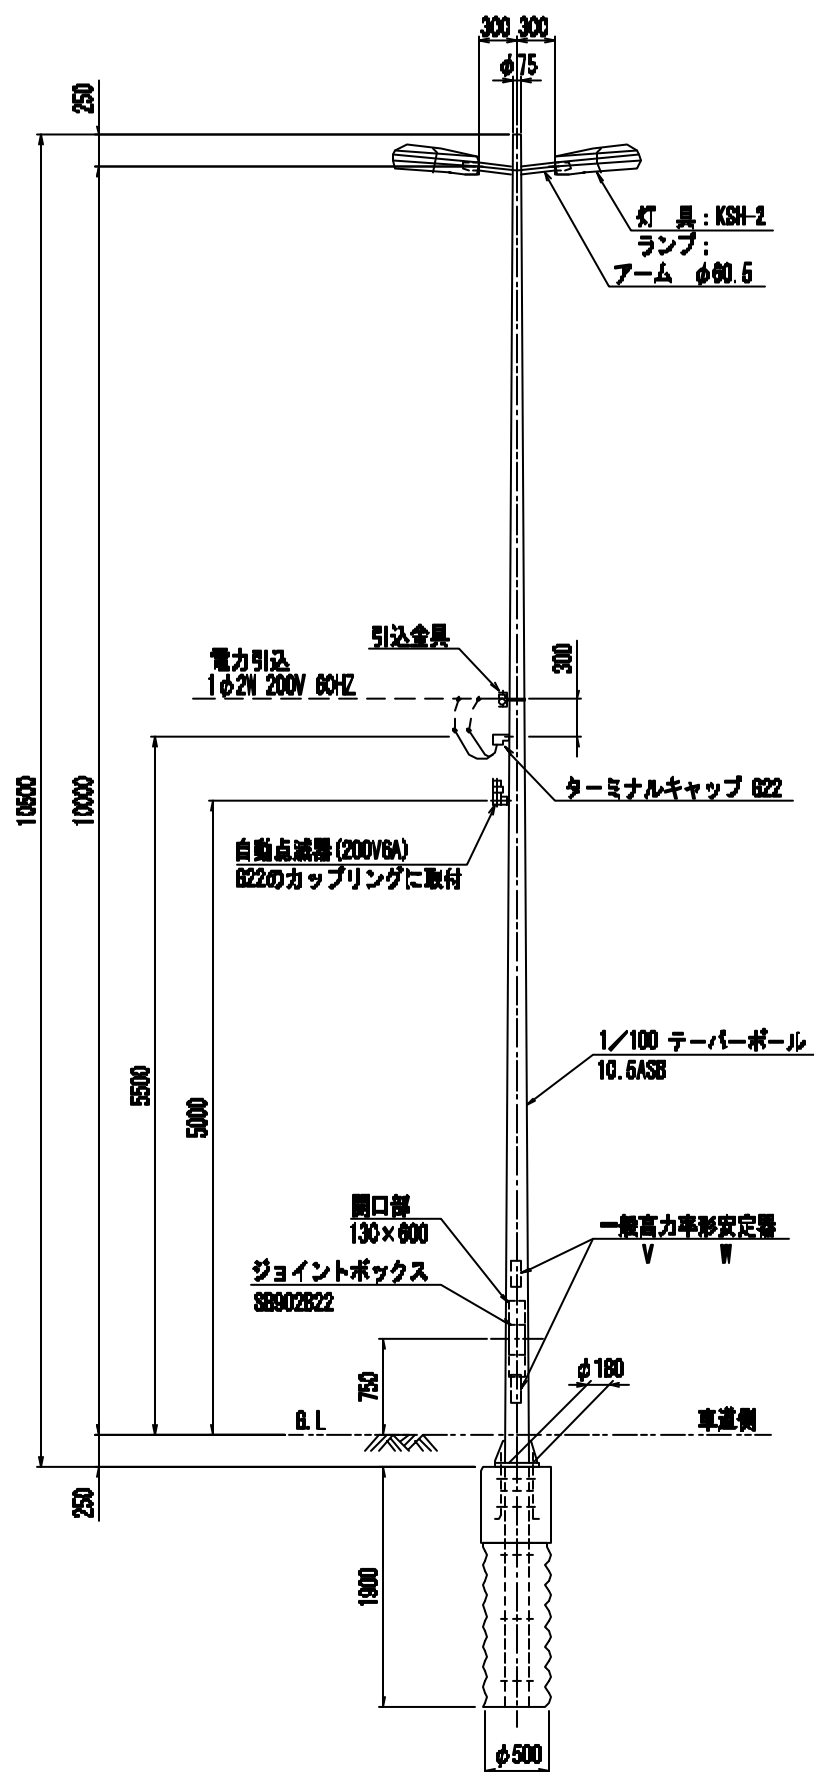 300 300
φ75
250
灯 具：KSH-2
ランプ：
アーム φ60.5
引込金具
300
電力引込
1φ2W 200V 60HZ
10500
10000
ターミナルキャップ G22
自動点滅器(200V6A)
G22のカップリングに取付
1／100 テーパーポール
10.5ASB
5500
5000
開口部
130×600
一般高力率形安定器
V W
ジョイントボックス
SB902B22
φ180
750
G.L
車道側
250
1900
φ500